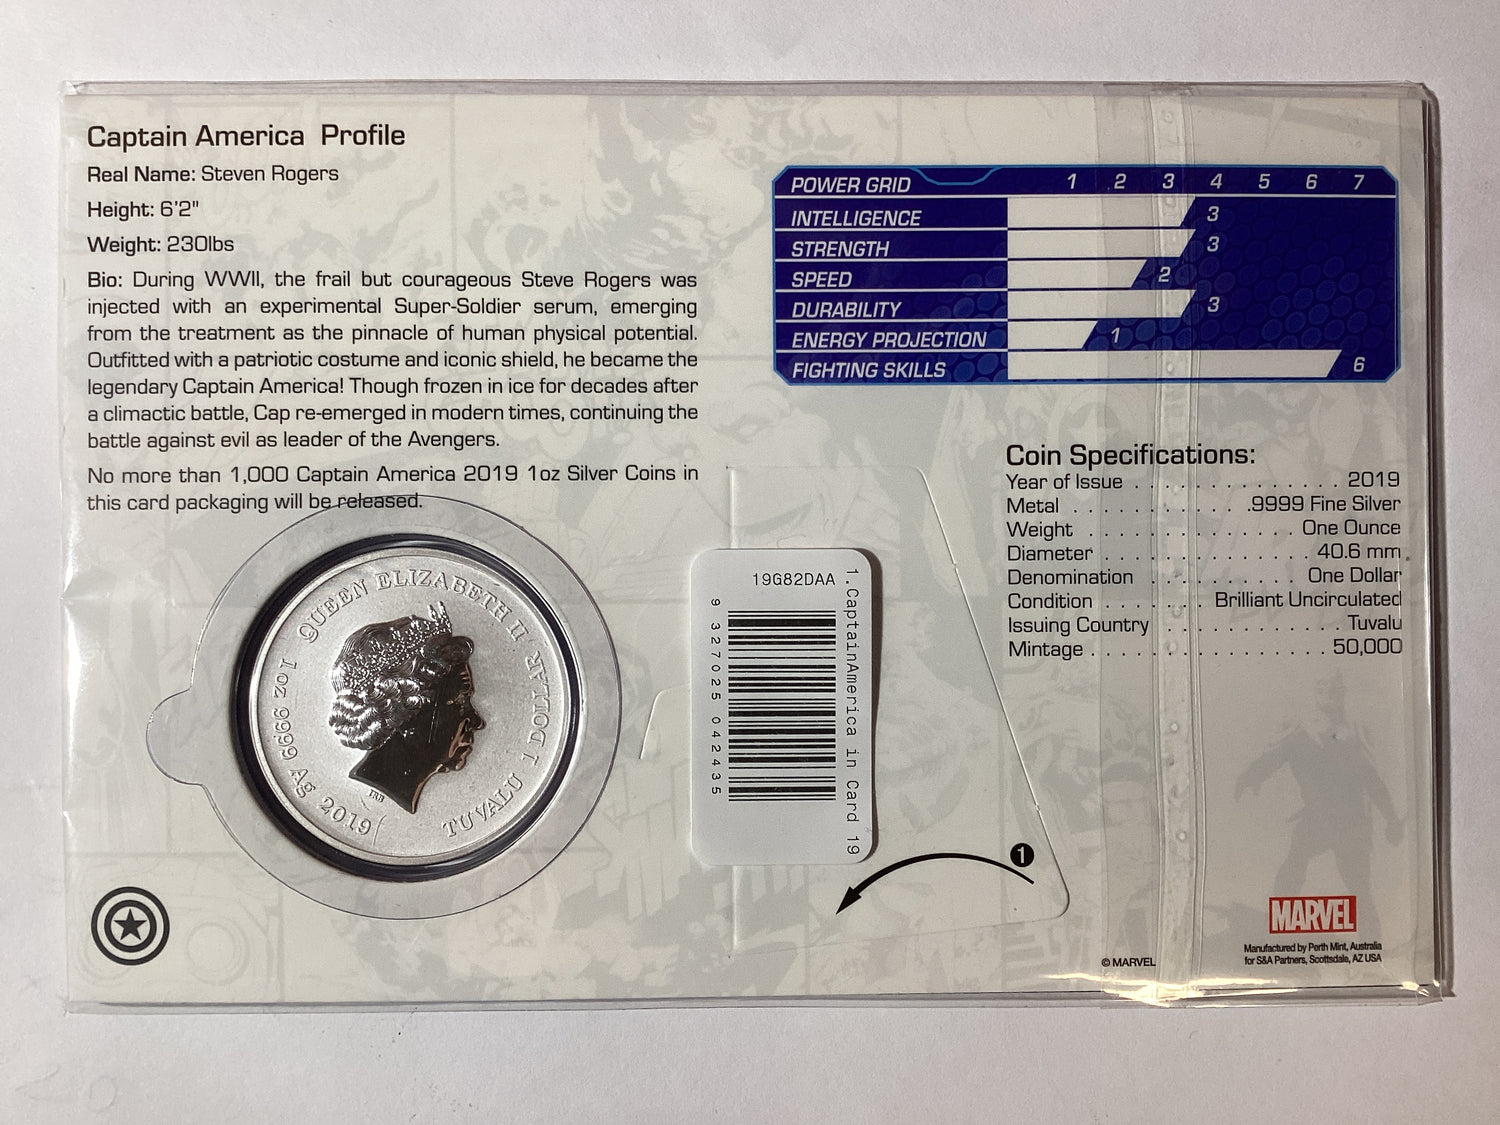 Captain America Profile
Real Name: Steven Rogers
Height: 6'2"
Weight: 230lbs
Bio: During WWII, the frail but courageous Steve Rogers was
injected with an experimental Super-Soldier serum, emerging
from the treatment as the pinnacle of human physical potential.
Outfitted with a patriotic costume and iconic shield, he became the
legendary Captain America! Though frozen in ice for decades after
a climactic battle, Cap re-emerged in modern times, continuing the
battle against evil as leader of the Avengers.
No more than 1,000 Captain America 2019 1oz Silver Coins in
this card packaging will be released.
POWER GRID 1 2 3 4 5 6 7
INTELLIGENCE 3
STRENGTH 3
SPEED 2
DURABILITY 3
ENERGY PROJECTION 1
FIGHTING SKILLS 6
Coin Specifications:
Year of Issue . . . . . . . . . . . . . . 2019
Metal . . . . . . . . . . . .9999 Fine Silver
Weight . . . . . . . . . . . . . . One Ounce
Diameter . . . . . . . . . . . . . . 40.6 mm
Denomination . . . . . . . . . . One Dollar
Condition . . . . . . . Brilliant Uncirculated
Issuing Country . . . . . . . . . . . . Tuvalu
Mintage . . . . . . . . . . . . . . . . 50,000
QUEEN ELIZABETH II
1 oz 9999 Ag 2019
TUVALU 1 DOLLAR
IRB
19G82DAA
9 327025 042435
1.CaptainAmerica in Card 19
1
MARVEL
© MARVEL
Manufactured by Perth Mint, Australia
for S&A Partners, Scottsdale, AZ USA